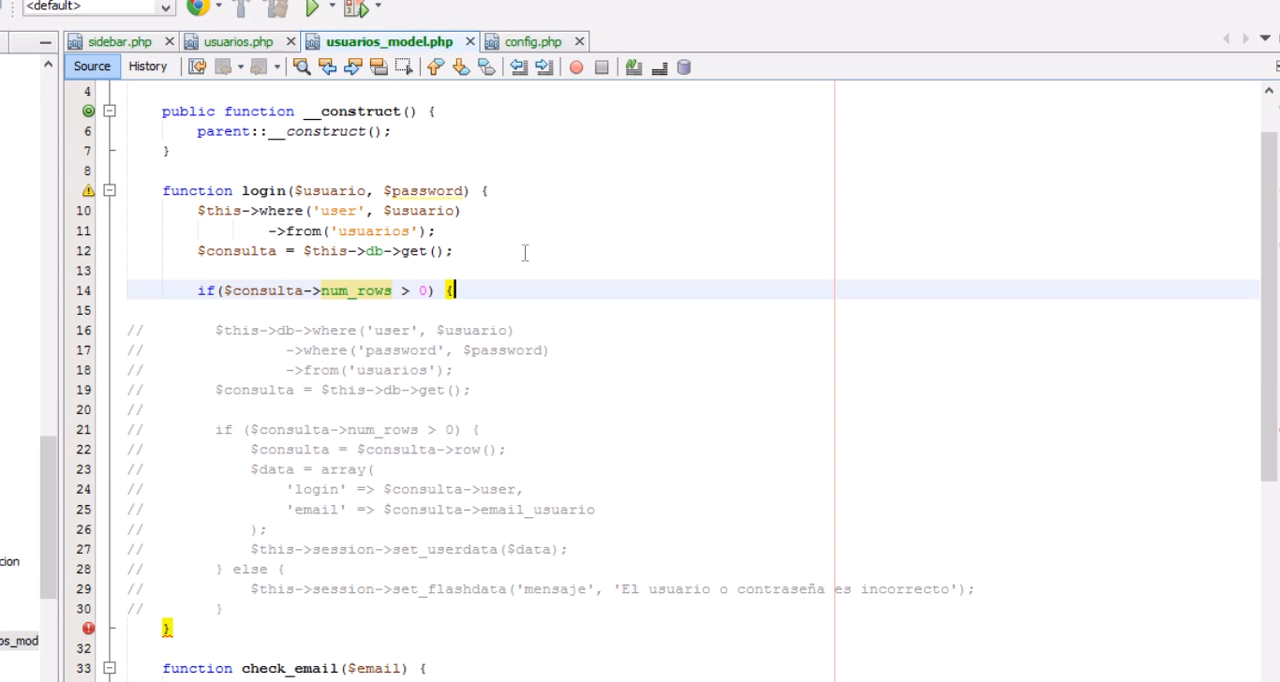 <default>
sidebar.php usuarios.php usuarios_model.php config.php
Source History
4
public function __construct() {
6 parent::__construct();
7 }
8
function login($usuario, $password) {
10 $this->where('user', $usuario)
11 ->from('usuarios');
12 $consulta = $this->db->get();
13
14 if($consulta->num_rows > 0) {
15
16 // $this->db->where('user', $usuario)
17 // ->where('password', $password)
18 // ->from('usuarios');
19 // $consulta = $this->db->get();
20 //
21 // if ($consulta->num_rows > 0) {
22 // $consulta = $consulta->row();
23 // $data = array(
24 // 'login' => $consulta->user,
25 // 'email' => $consulta->email_usuario
26 // );
27 // $this->session->set_userdata($data);
cion
28 // } else {
29 // $this->session->set_flashdata('mensaje', 'El usuario o contraseña es incorrecto');
30 // }
}
os_mod
32
33 function check_email($email) {